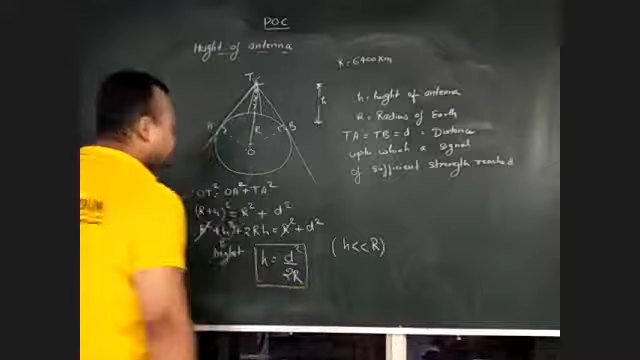 POC
Height of antenna
R = 6400 km
T
h
h = height of antenna
R = Radius of Earth
TA = TB = d = Distance
upto which a signal
of sufficient strength reached
A
B
R
O
OT² = OA² + TA²
(R+h)² = R² + d²
R² + h² + 2Rh = R² + d²
h = d²/2R
(h << R)